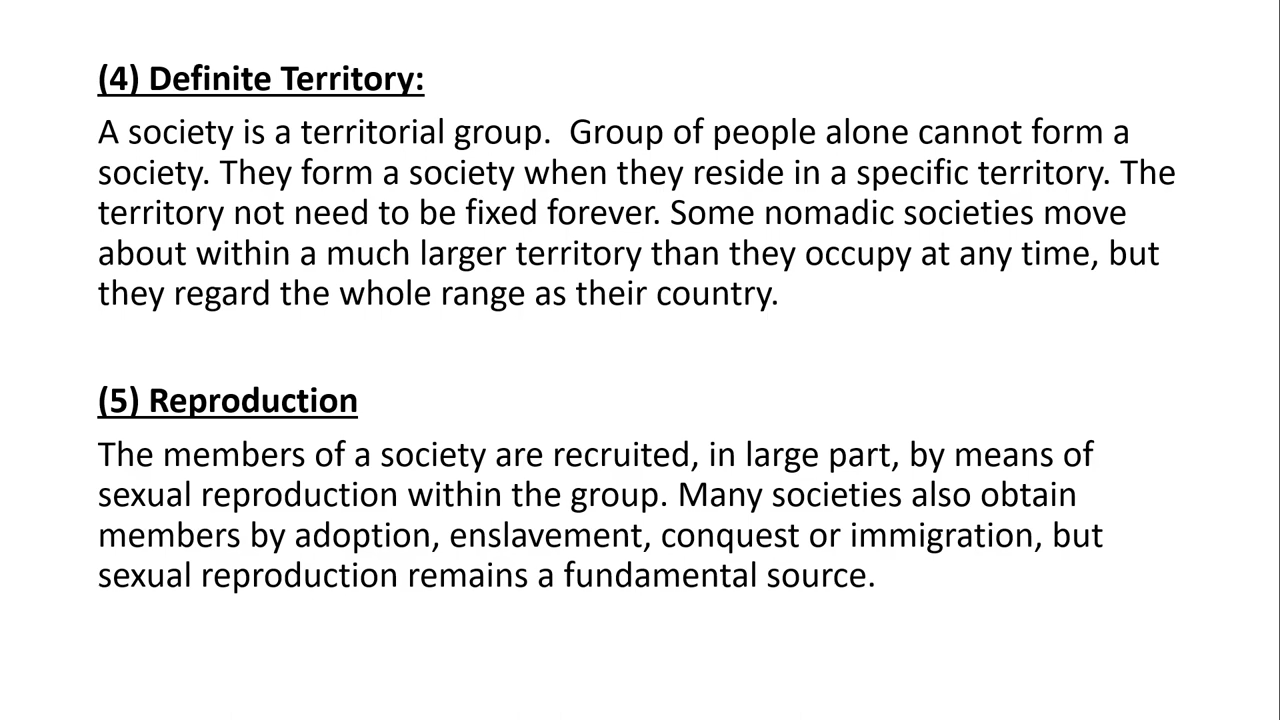 (4) Definite Territory:
A society is a territorial group.  Group of people alone cannot form a
society. They form a society when they reside in a specific territory. The
territory not need to be fixed forever. Some nomadic societies move
about within a much larger territory than they occupy at any time, but
they regard the whole range as their country.
(5) Reproduction
The members of a society are recruited, in large part, by means of
sexual reproduction within the group. Many societies also obtain
members by adoption, enslavement, conquest or immigration, but
sexual reproduction remains a fundamental source.